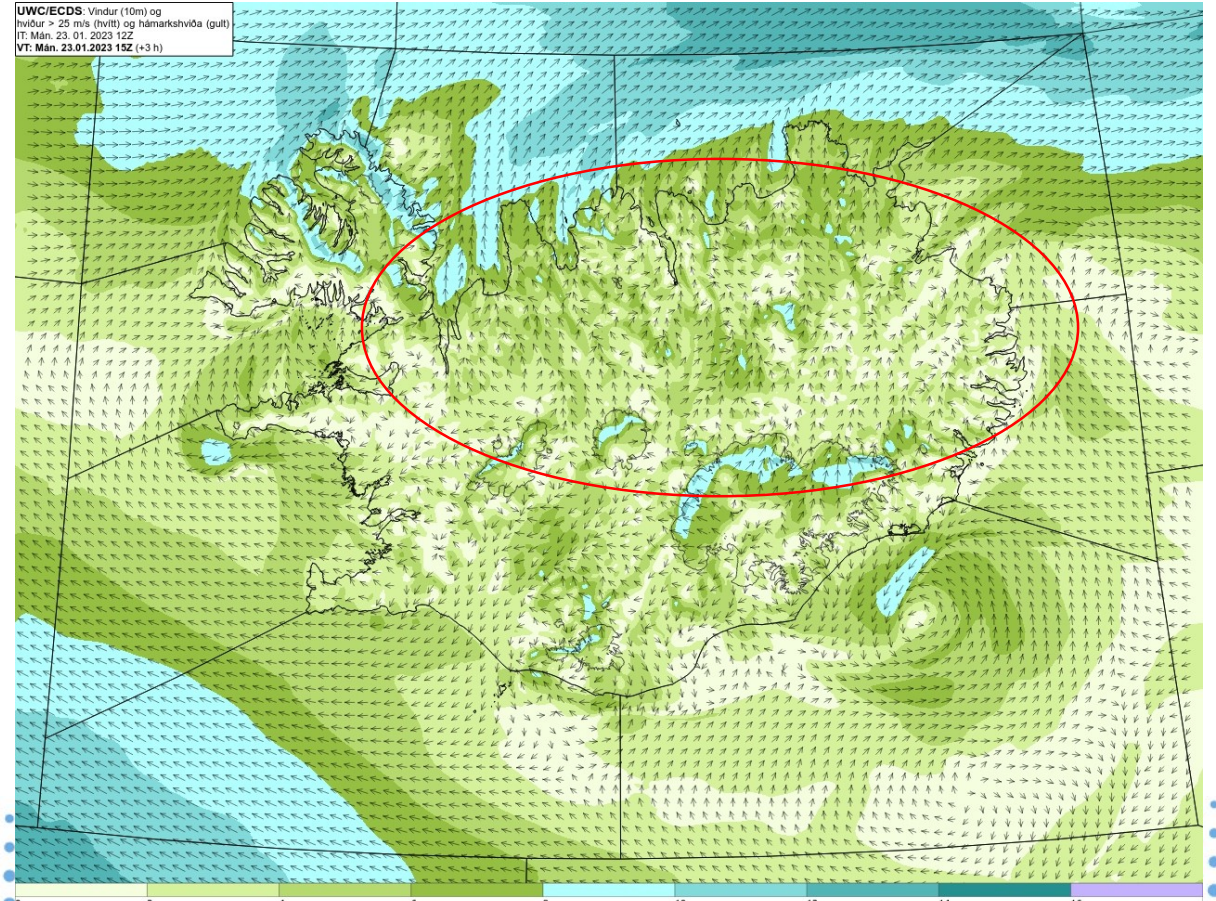 UWC/ECDS: Vindur (10m) og
hviður > 25 m/s (hvítt) og hámarkshviða (gult)
IT: Mán. 23. 01. 2023 12Z
VT: Mán. 23.01.2023 15Z (+3 h)